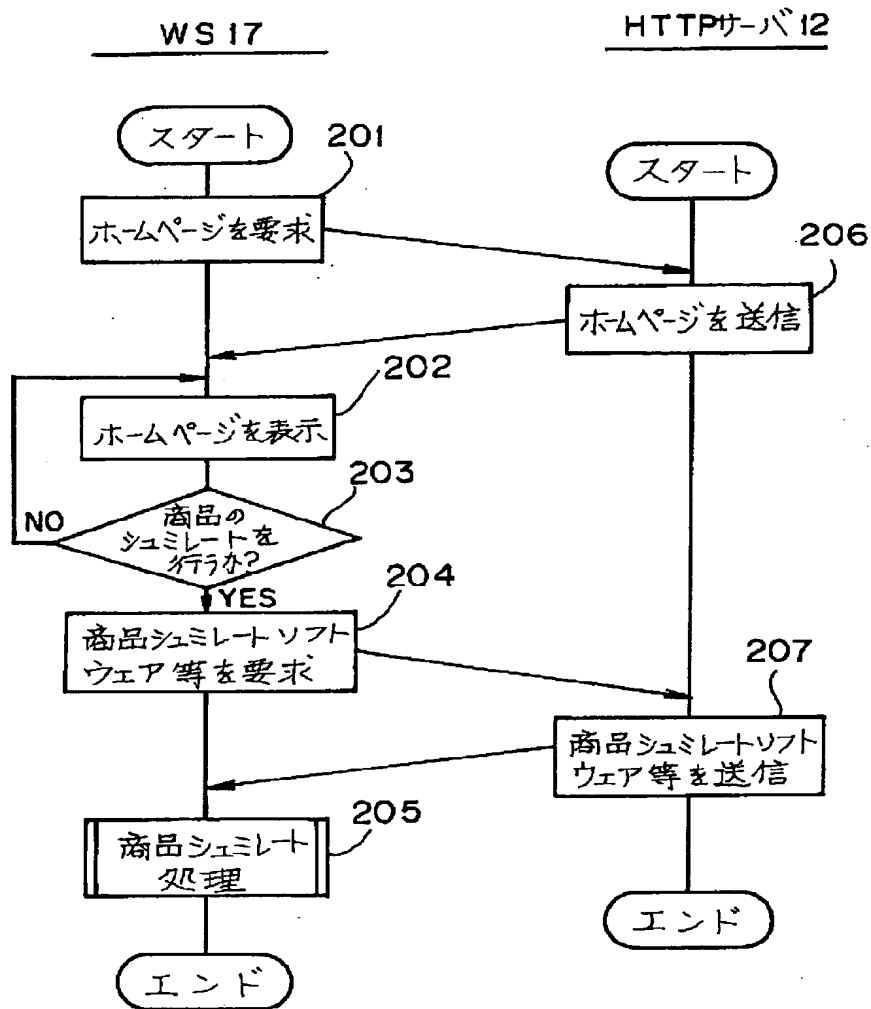 WS 17
HTTPサーバ 12
スタート
201
スタート
ホームページを要求
206
ホームページを送信
202
ホームページを表示
203
商品の
シュミレートを
行うか?
NO
YES
204
商品シュミレートソフト
ウェア等を要求
207
商品シュミレートソフト
ウェア等を送信
205
商品シュミレート
処理
エンド
エンド